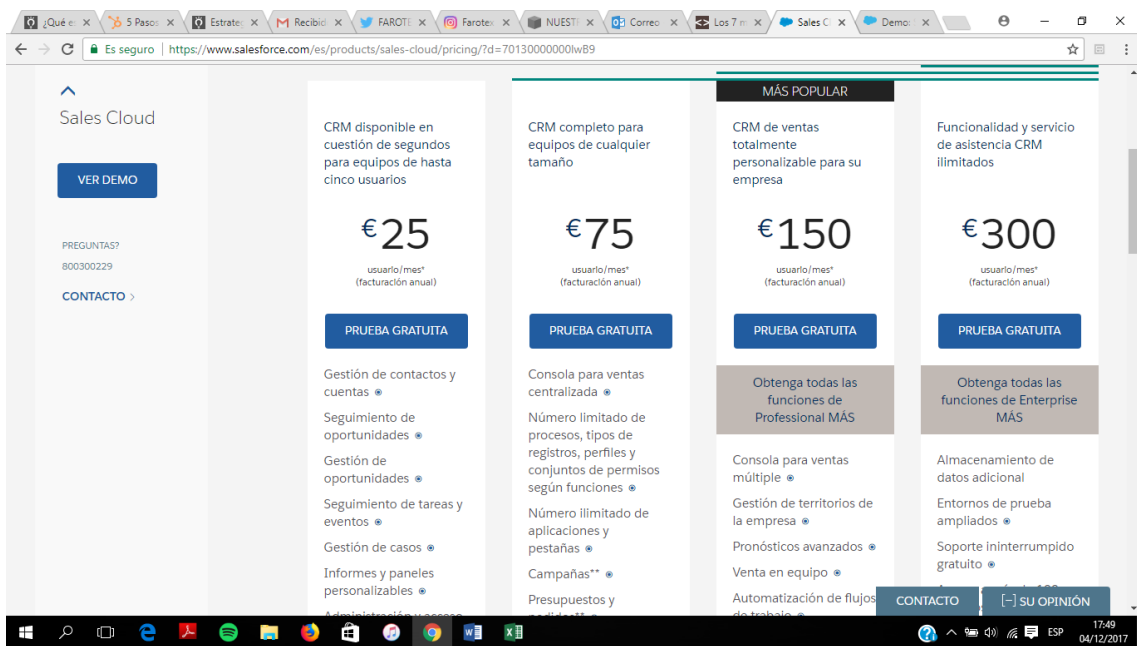 ¿Qué es
5 Pasos
Estrateg
Recibid
FAROTE
Farotex
NUEST
Correo
Los 7 m
Sales C
Demo:
Es seguro
https://www.salesforce.com/es/products/sales-cloud/pricing/?d=70130000000lwB9
Sales Cloud
VER DEMO
PREGUNTAS?
800300229
CONTACTO >
CRM disponible en
cuestión de segundos
para equipos de hasta
cinco usuarios
€25
usuario/mes*
(facturación anual)
PRUEBA GRATUITA
Gestión de contactos y
cuentas
Seguimiento de
oportunidades
Gestión de
oportunidades
Seguimiento de tareas y
eventos
Gestión de casos
Informes y paneles
personalizables
Administración y acceso
CRM completo para
equipos de cualquier
tamaño
€75
usuario/mes*
(facturación anual)
PRUEBA GRATUITA
Consola para ventas
centralizada
Número limitado de
procesos, tipos de
registros, perfiles y
conjuntos de permisos
según funciones
Número ilimitado de
aplicaciones y
pestañas
Campañas**
Presupuestos y
pedidos**
MÁS POPULAR
CRM de ventas
totalmente
personalizable para su
empresa
€150
usuario/mes*
(facturación anual)
PRUEBA GRATUITA
Obtenga todas las
funciones de
Professional MÁS
Consola para ventas
múltiple
Gestión de territorios de
la empresa
Pronósticos avanzados
Venta en equipo
Automatización de flujos
de trabajo
Funcionalidad y servicio
de asistencia CRM
ilimitados
€300
usuario/mes*
(facturación anual)
PRUEBA GRATUITA
Obtenga todas las
funciones de Enterprise
MÁS
Almacenamiento de
datos adicional
Entornos de prueba
ampliados
Soporte ininterrumpido
gratuito
CONTACTO
[−] SU OPINIÓN
ESP
17:49
04/12/2017